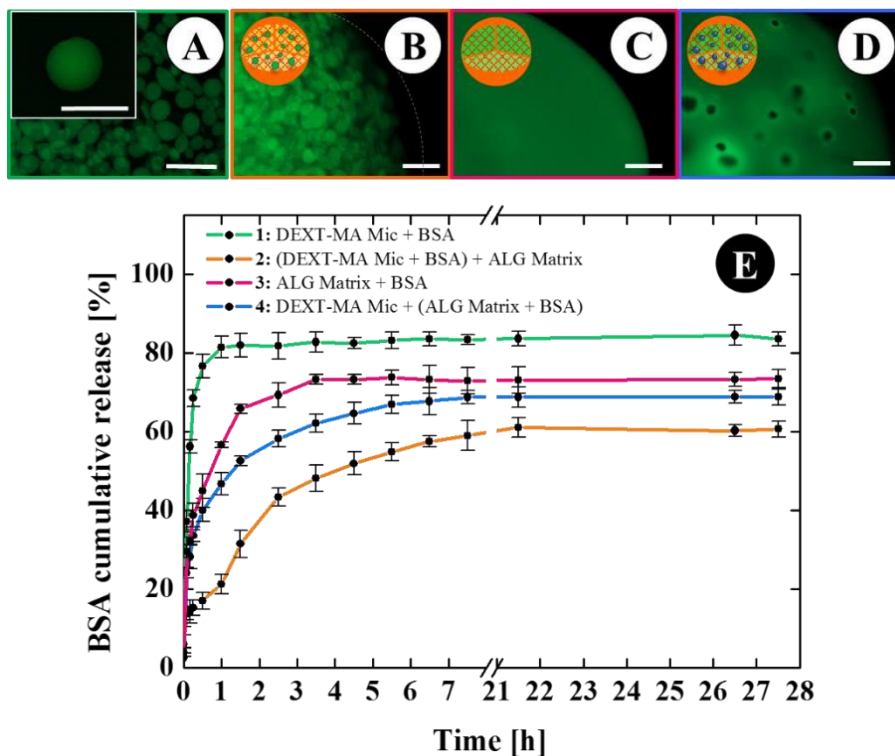 A
B
C
D
E
1: DEXT-MA Mic + BSA
2: (DEXT-MA Mic + BSA) + ALG Matrix
3: ALG Matrix + BSA
4: DEXT-MA Mic + (ALG Matrix + BSA)
BSA cumulative release [%]
100
80
60
40
20
0
0 1 2 3 4 5 6 7 21 22 23 24 25 26 27 28
Time [h]